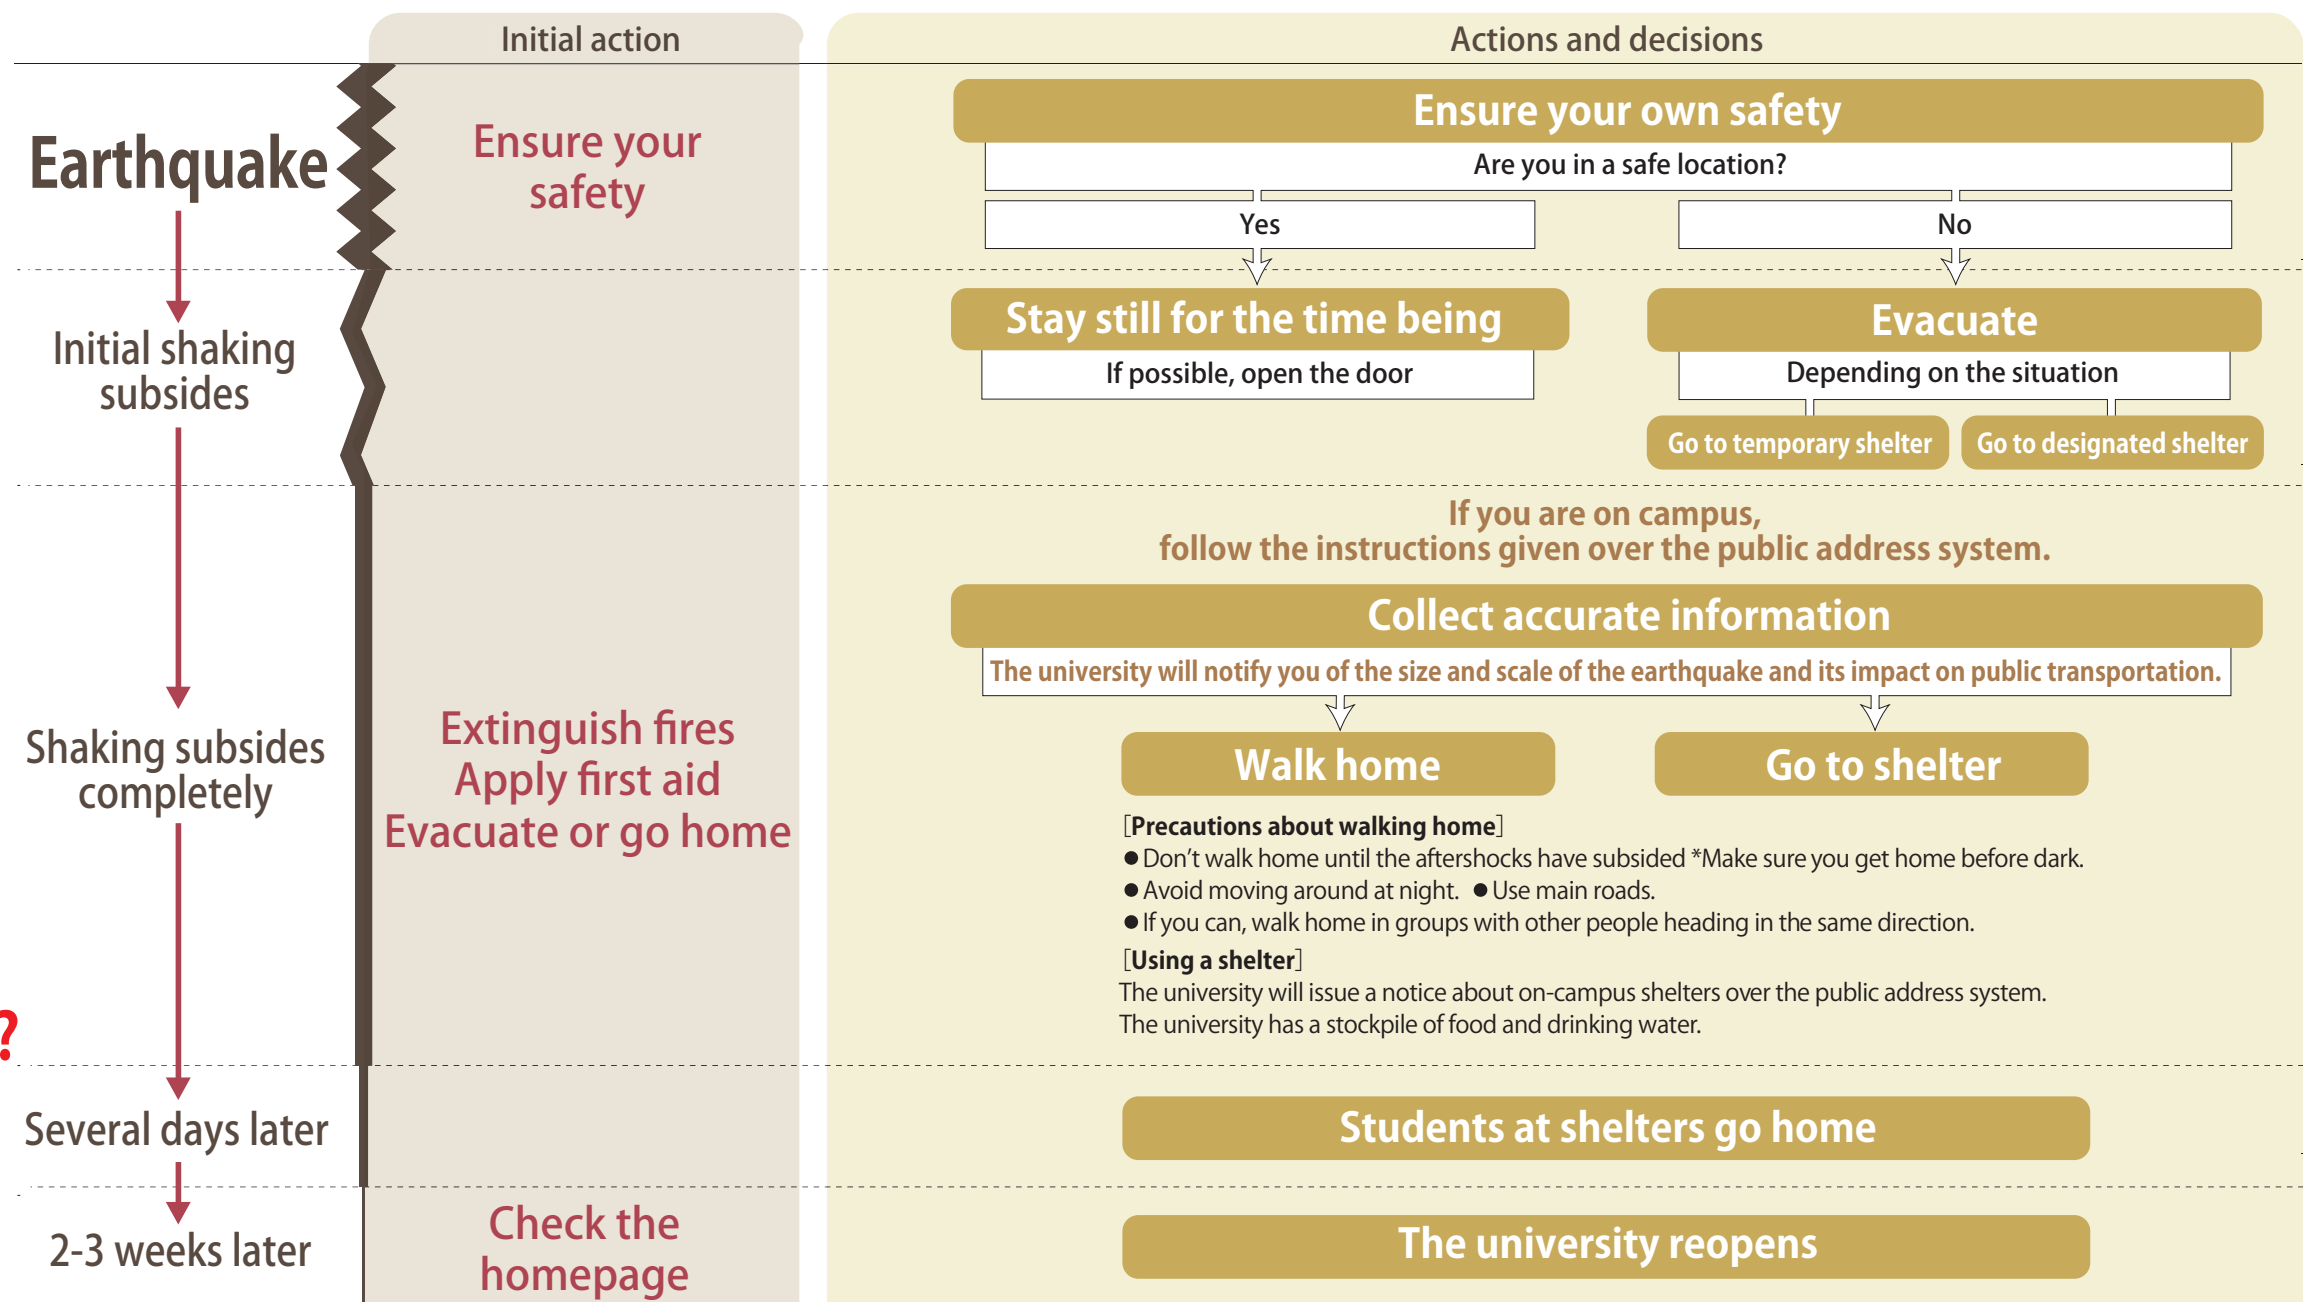 Initial action
Actions and decisions
Earthquake
Ensure your
safety
Ensure your own safety
Are you in a safe location?
Yes
No
Initial shaking
subsides
Stay still for the time being
If possible, open the door
Evacuate
Depending on the situation
Go to temporary shelter
Go to designated shelter
If you are on campus,
follow the instructions given over the public address system.
Collect accurate information
The university will notify you of the size and scale of the earthquake and its impact on public transportation.
Shaking subsides
completely
Extinguish fires
Apply first aid
Evacuate or go home
Walk home
Go to shelter
[Precautions about walking home]
● Don't walk home until the aftershocks have subsided *Make sure you get home before dark.
● Avoid moving around at night. ● Use main roads.
● If you can, walk home in groups with other people heading in the same direction.
[Using a shelter]
The university will issue a notice about on-campus shelters over the public address system.
The university has a stockpile of food and drinking water.
?
Several days later
Students at shelters go home
2-3 weeks later
Check the
homepage
The university reopens